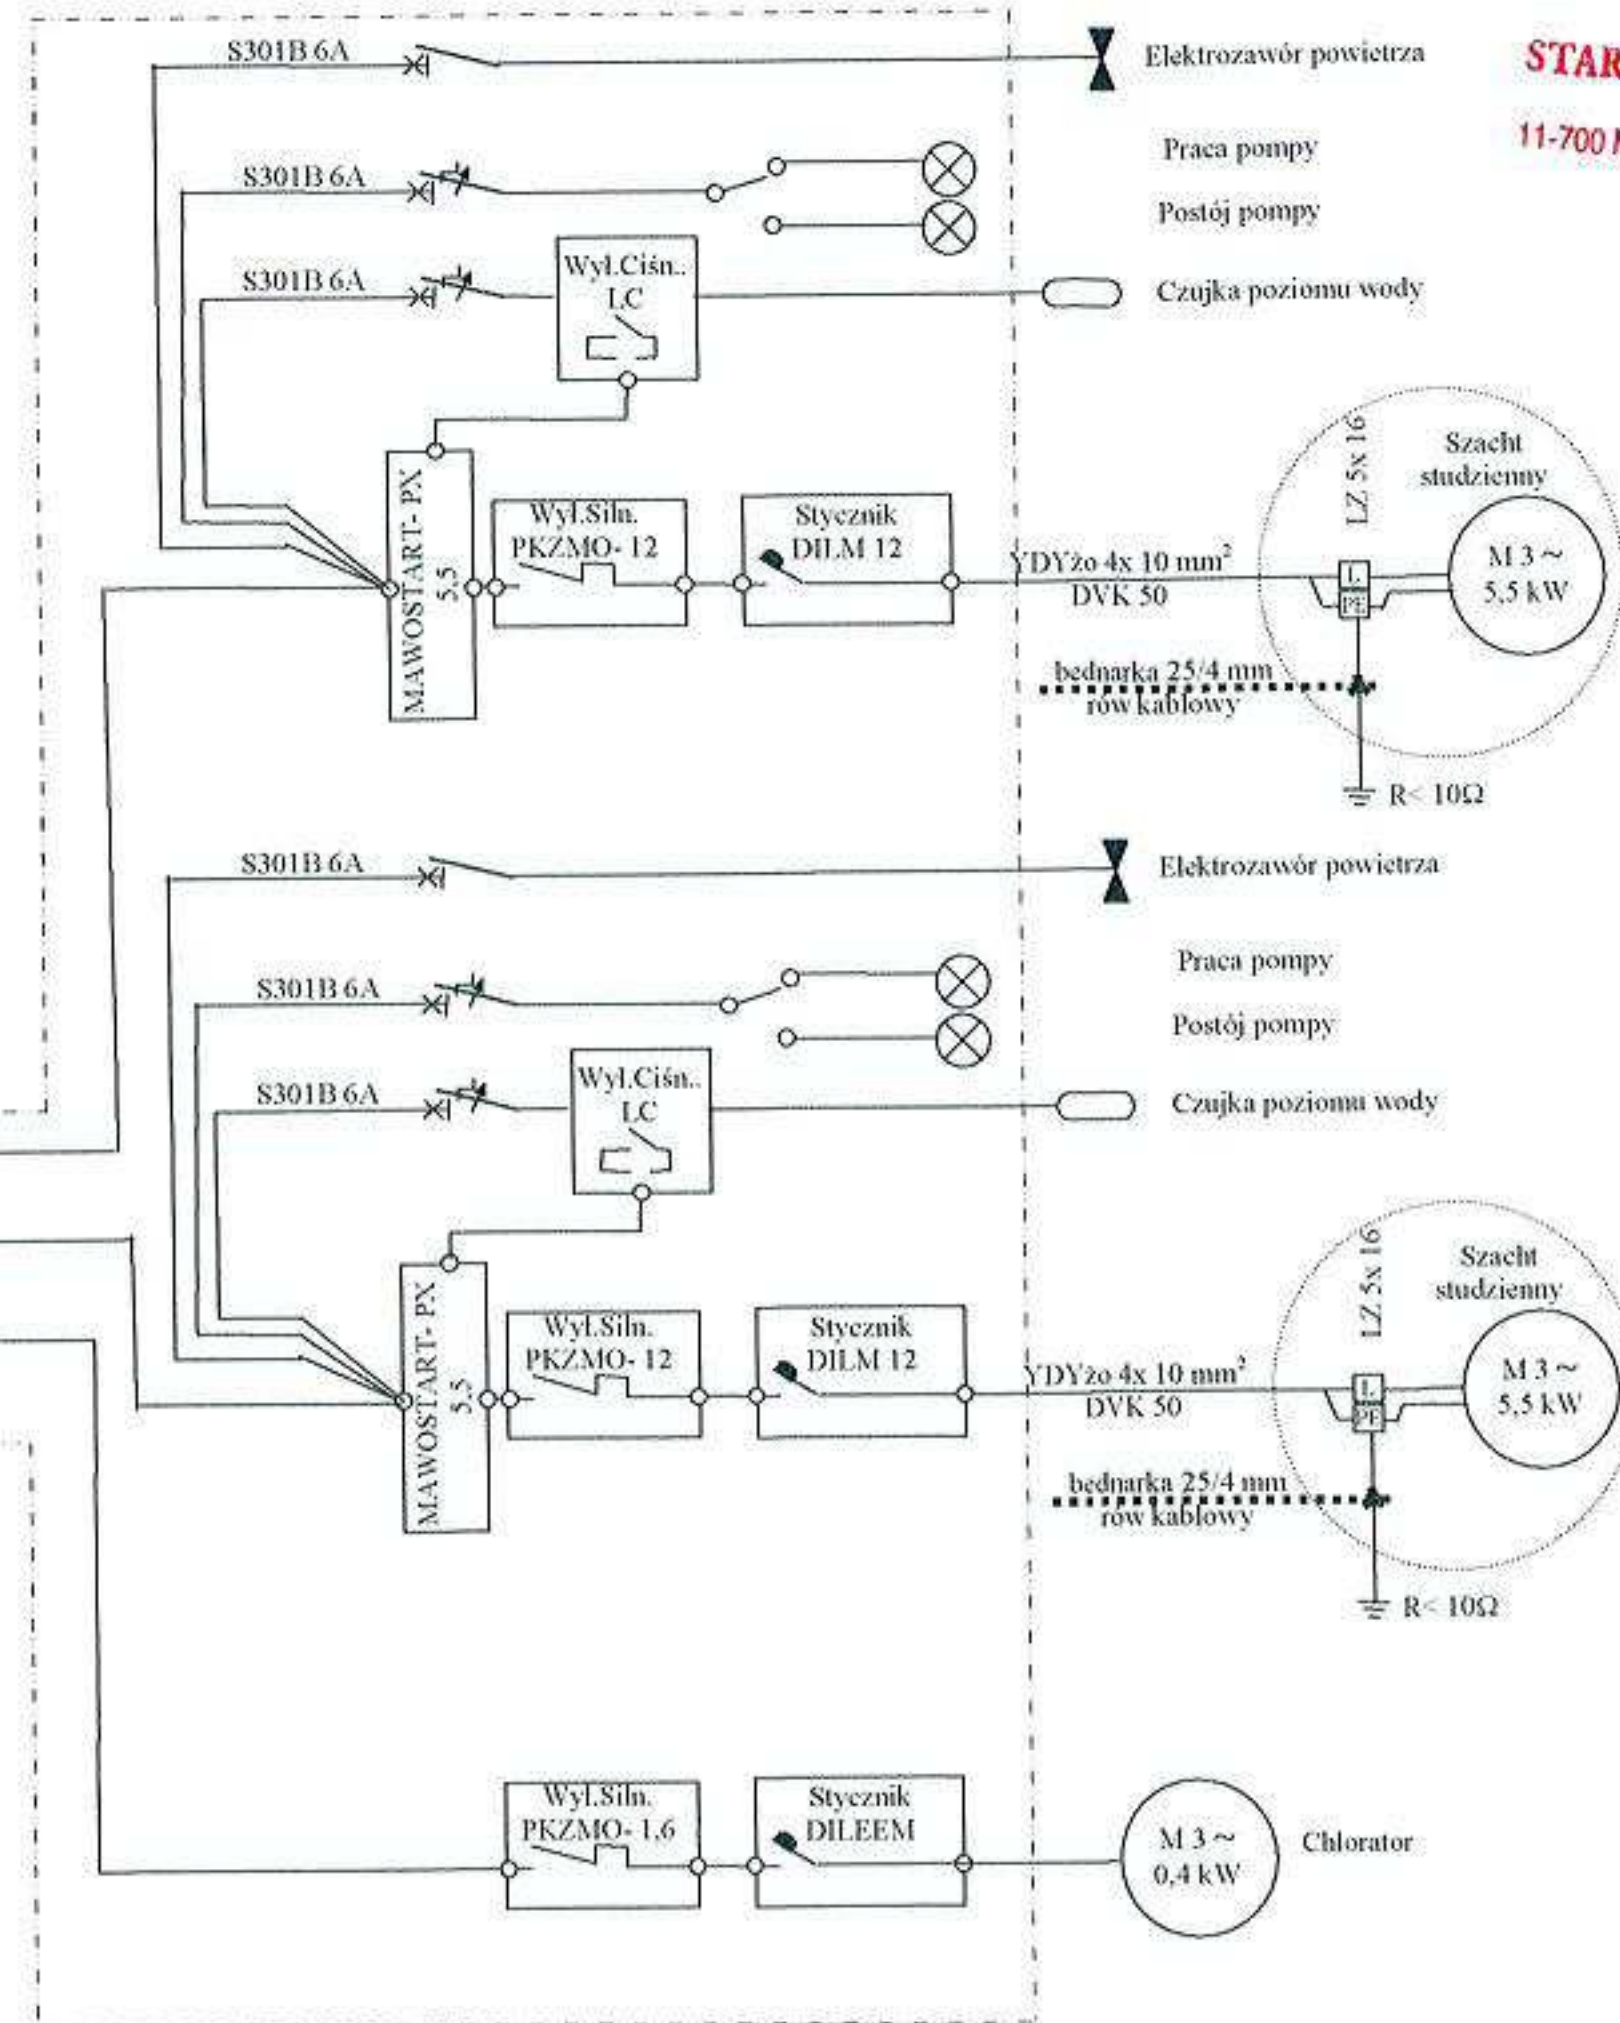 S301B 6A
Elektrozawór powietrza
STAR
11-700
S301B 6A
Praca pompy
Postój pompy
S301B 6A
Wył.Ciśn..
LC
Czujka poziomu wody
MAWOSTART- PX
5,5
Wył.Siln.
PKZMO- 12
Stycznik
DILM 12
YDYżo 4x 10 mm²
DVK 50
LZ 5x 16
Szacht
studzienny
L
PE
M 3 ~
5,5 kW
bednarka 25/4 mm
rów kablowy
R< 10Ω
S301B 6A
Elektrozawór powietrza
S301B 6A
Praca pompy
Postój pompy
S301B 6A
Wył.Ciśn..
LC
Czujka poziomu wody
MAWOSTART- PX
5,5
Wył.Siln.
PKZMO- 12
Stycznik
DILM 12
YDYżo 4x 10 mm²
DVK 50
LZ 5x 16
Szacht
studzienny
L
PE
M 3 ~
5,5 kW
bednarka 25/4 mm
rów kablowy
R< 10Ω
Wył.Siln.
PKZMO- 1,6
Stycznik
DILEEM
M 3 ~
0,4 kW
Chlorator